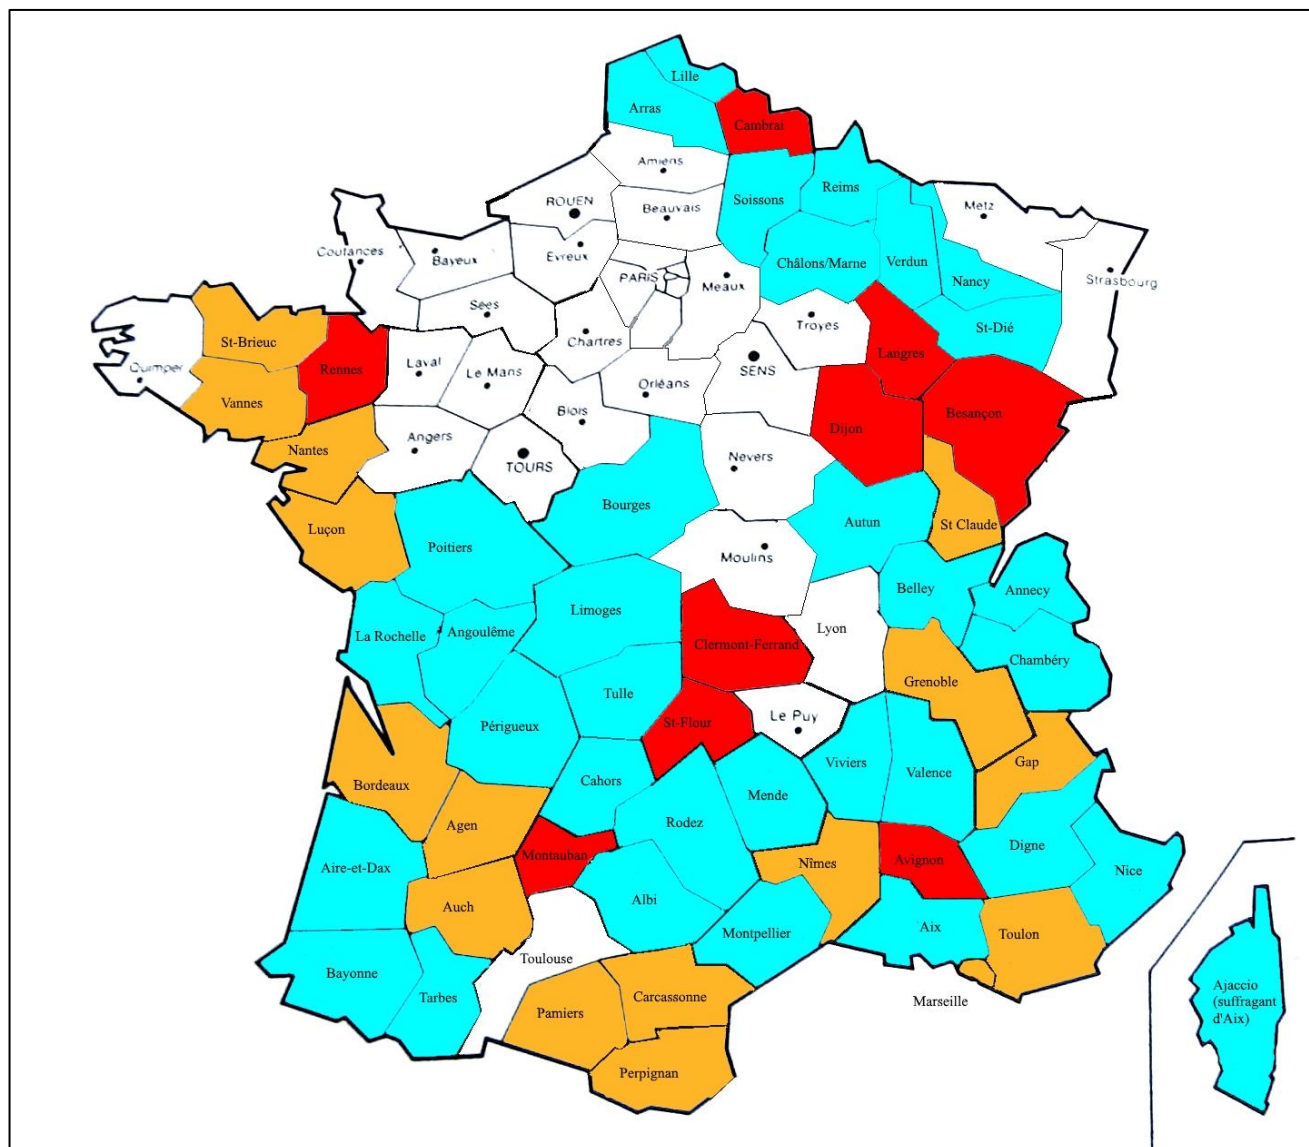 Lille
Arras
Cambrai
Amiens
Soissons
Reims
ROUEN
Beauvais
Metz
Coutances
Bayeux
Evreux
Châlons/Marne
Verdun
PARIS
Meaux
Nancy
Strasbourg
Sées
Troyes
St-Dié
St-Brieuc
Chartres
Langres
Rennes
Laval
Le Mans
SENS
Quimper
Orléans
Vannes
Blois
Besançon
Dijon
Angers
Nantes
TOURS
Nevers
Bourges
Autun
St Claude
Luçon
Poitiers
Moulins
Belley
Annecy
Limoges
La Rochelle
Angoulême
Lyon
Clermont-Ferrand
Chambéry
Grenoble
Tulle
St-Flour
Le Puy
Périgueux
Gap
Viviers
Valence
Cahors
Bordeaux
Mende
Rodez
Agen
Digne
Montauban
Avignon
Nîmes
Aire-et-Dax
Nice
Albi
Auch
Aix
Montpellier
Toulon
Toulouse
Bayonne
Tarbes
Carcassonne
Marseille
Pamiers
Ajaccio
(suffragant
d'Aix)
Perpignan